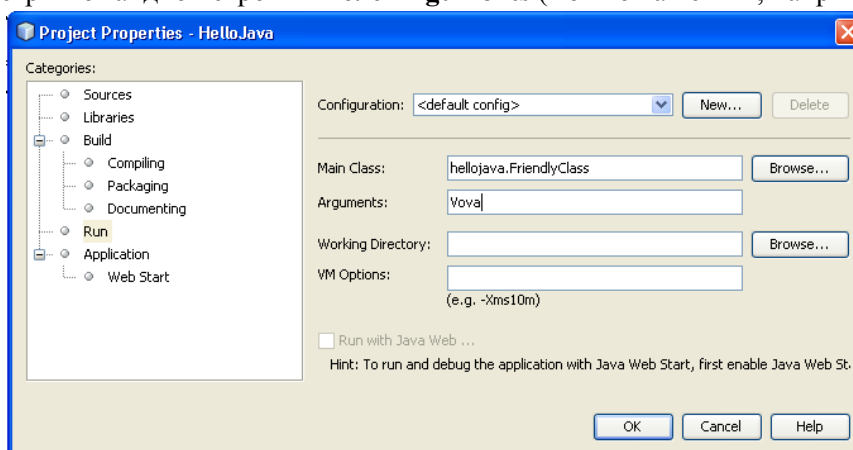 Project Properties - HelloJava
Categories:
Sources
Libraries
Build
Compiling
Packaging
Documenting
Run
Application
Web Start
Configuration: <default config> New... Delete
Main Class: hellojava.FriendlyClass Browse...
Arguments: Vova
Working Directory: Browse...
VM Options:
(e.g. -Xms10m)
Run with Java Web ...
Hint: To run and debug the application with Java Web Start, first enable Java Web St
OK Cancel Help